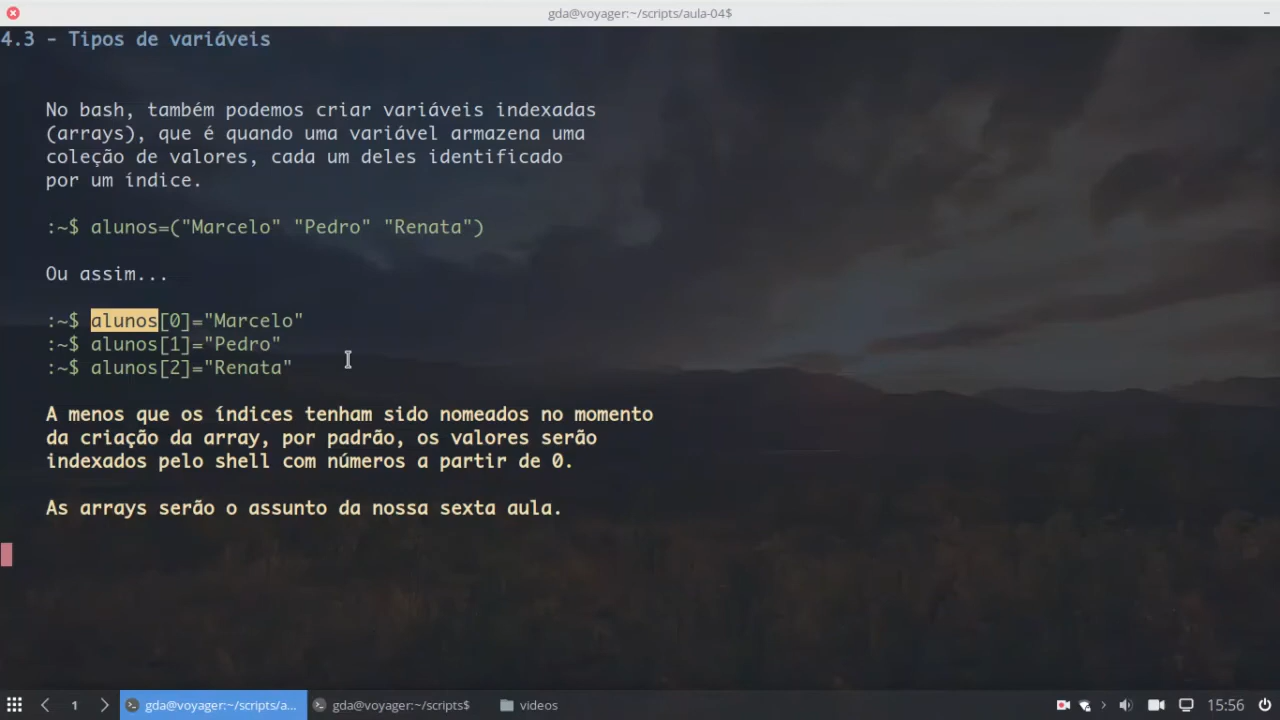 gda@voyager:~/scripts/aula-04$
4.3 - Tipos de variáveis
No bash, também podemos criar variáveis indexadas
(arrays), que é quando uma variável armazena uma
coleção de valores, cada um deles identificado
por um índice.
:~$ alunos=("Marcelo" "Pedro" "Renata")
Ou assim...
:~$ alunos[0]="Marcelo"
:~$ alunos[1]="Pedro"
:~$ alunos[2]="Renata"
A menos que os índices tenham sido nomeados no momento
da criação da array, por padrão, os valores serão
indexados pelo shell com números a partir de 0.
As arrays serão o assunto da nossa sexta aula.
1 gda@voyager:~/scripts/a... gda@voyager:~/scripts$ videos 15:56